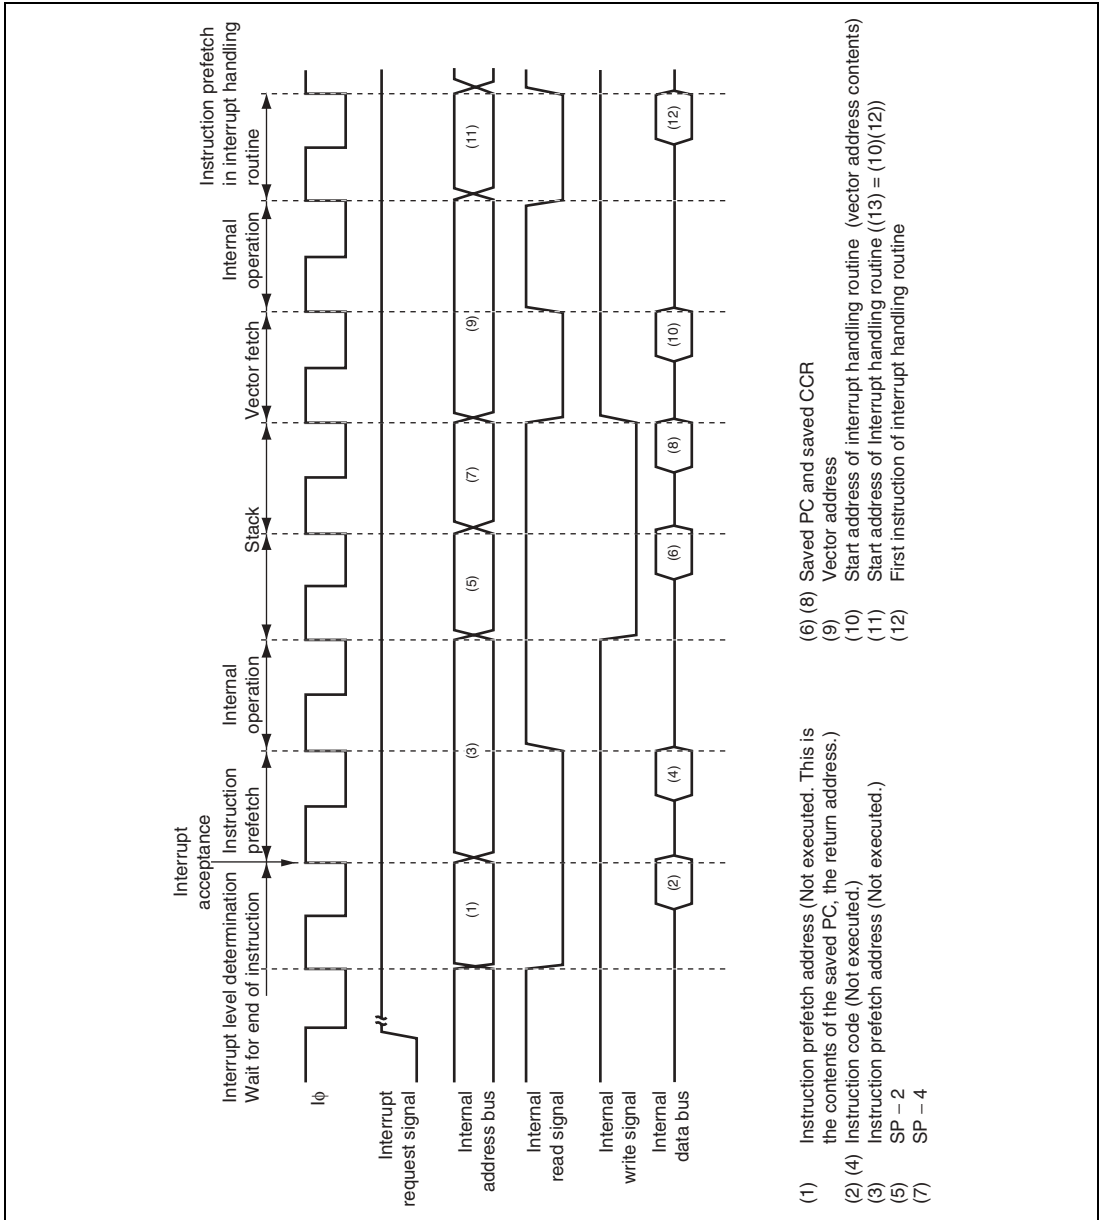 Interrupt
acceptance
Interrupt level determination
Wait for end of instruction
Instruction
prefetch
Internal
operation
Stack
Vector fetch
Internal
operation
Instruction prefetch
in interrupt handling
routine
Iϕ
Interrupt
request signal
Internal
address bus
(1)
(3)
(5)
(7)
(9)
(11)
Internal
read signal
Internal
write signal
Internal
data bus
(2)
(4)
(6)
(8)
(10)
(12)
(1) Instruction prefetch address (Not executed. This is
the contents of the saved PC, the return address.)
(2) (4) Instruction code (Not executed.)
(3) Instruction prefetch address (Not executed.)
(5) SP − 2
(7) SP − 4
(6) (8) Saved PC and saved CCR
(9) Vector address
(10) Start address of interrupt handling routine (vector address contents)
(11) Start address of Interrupt handling routine ((13) = (10)(12))
(12) First instruction of interrupt handling routine